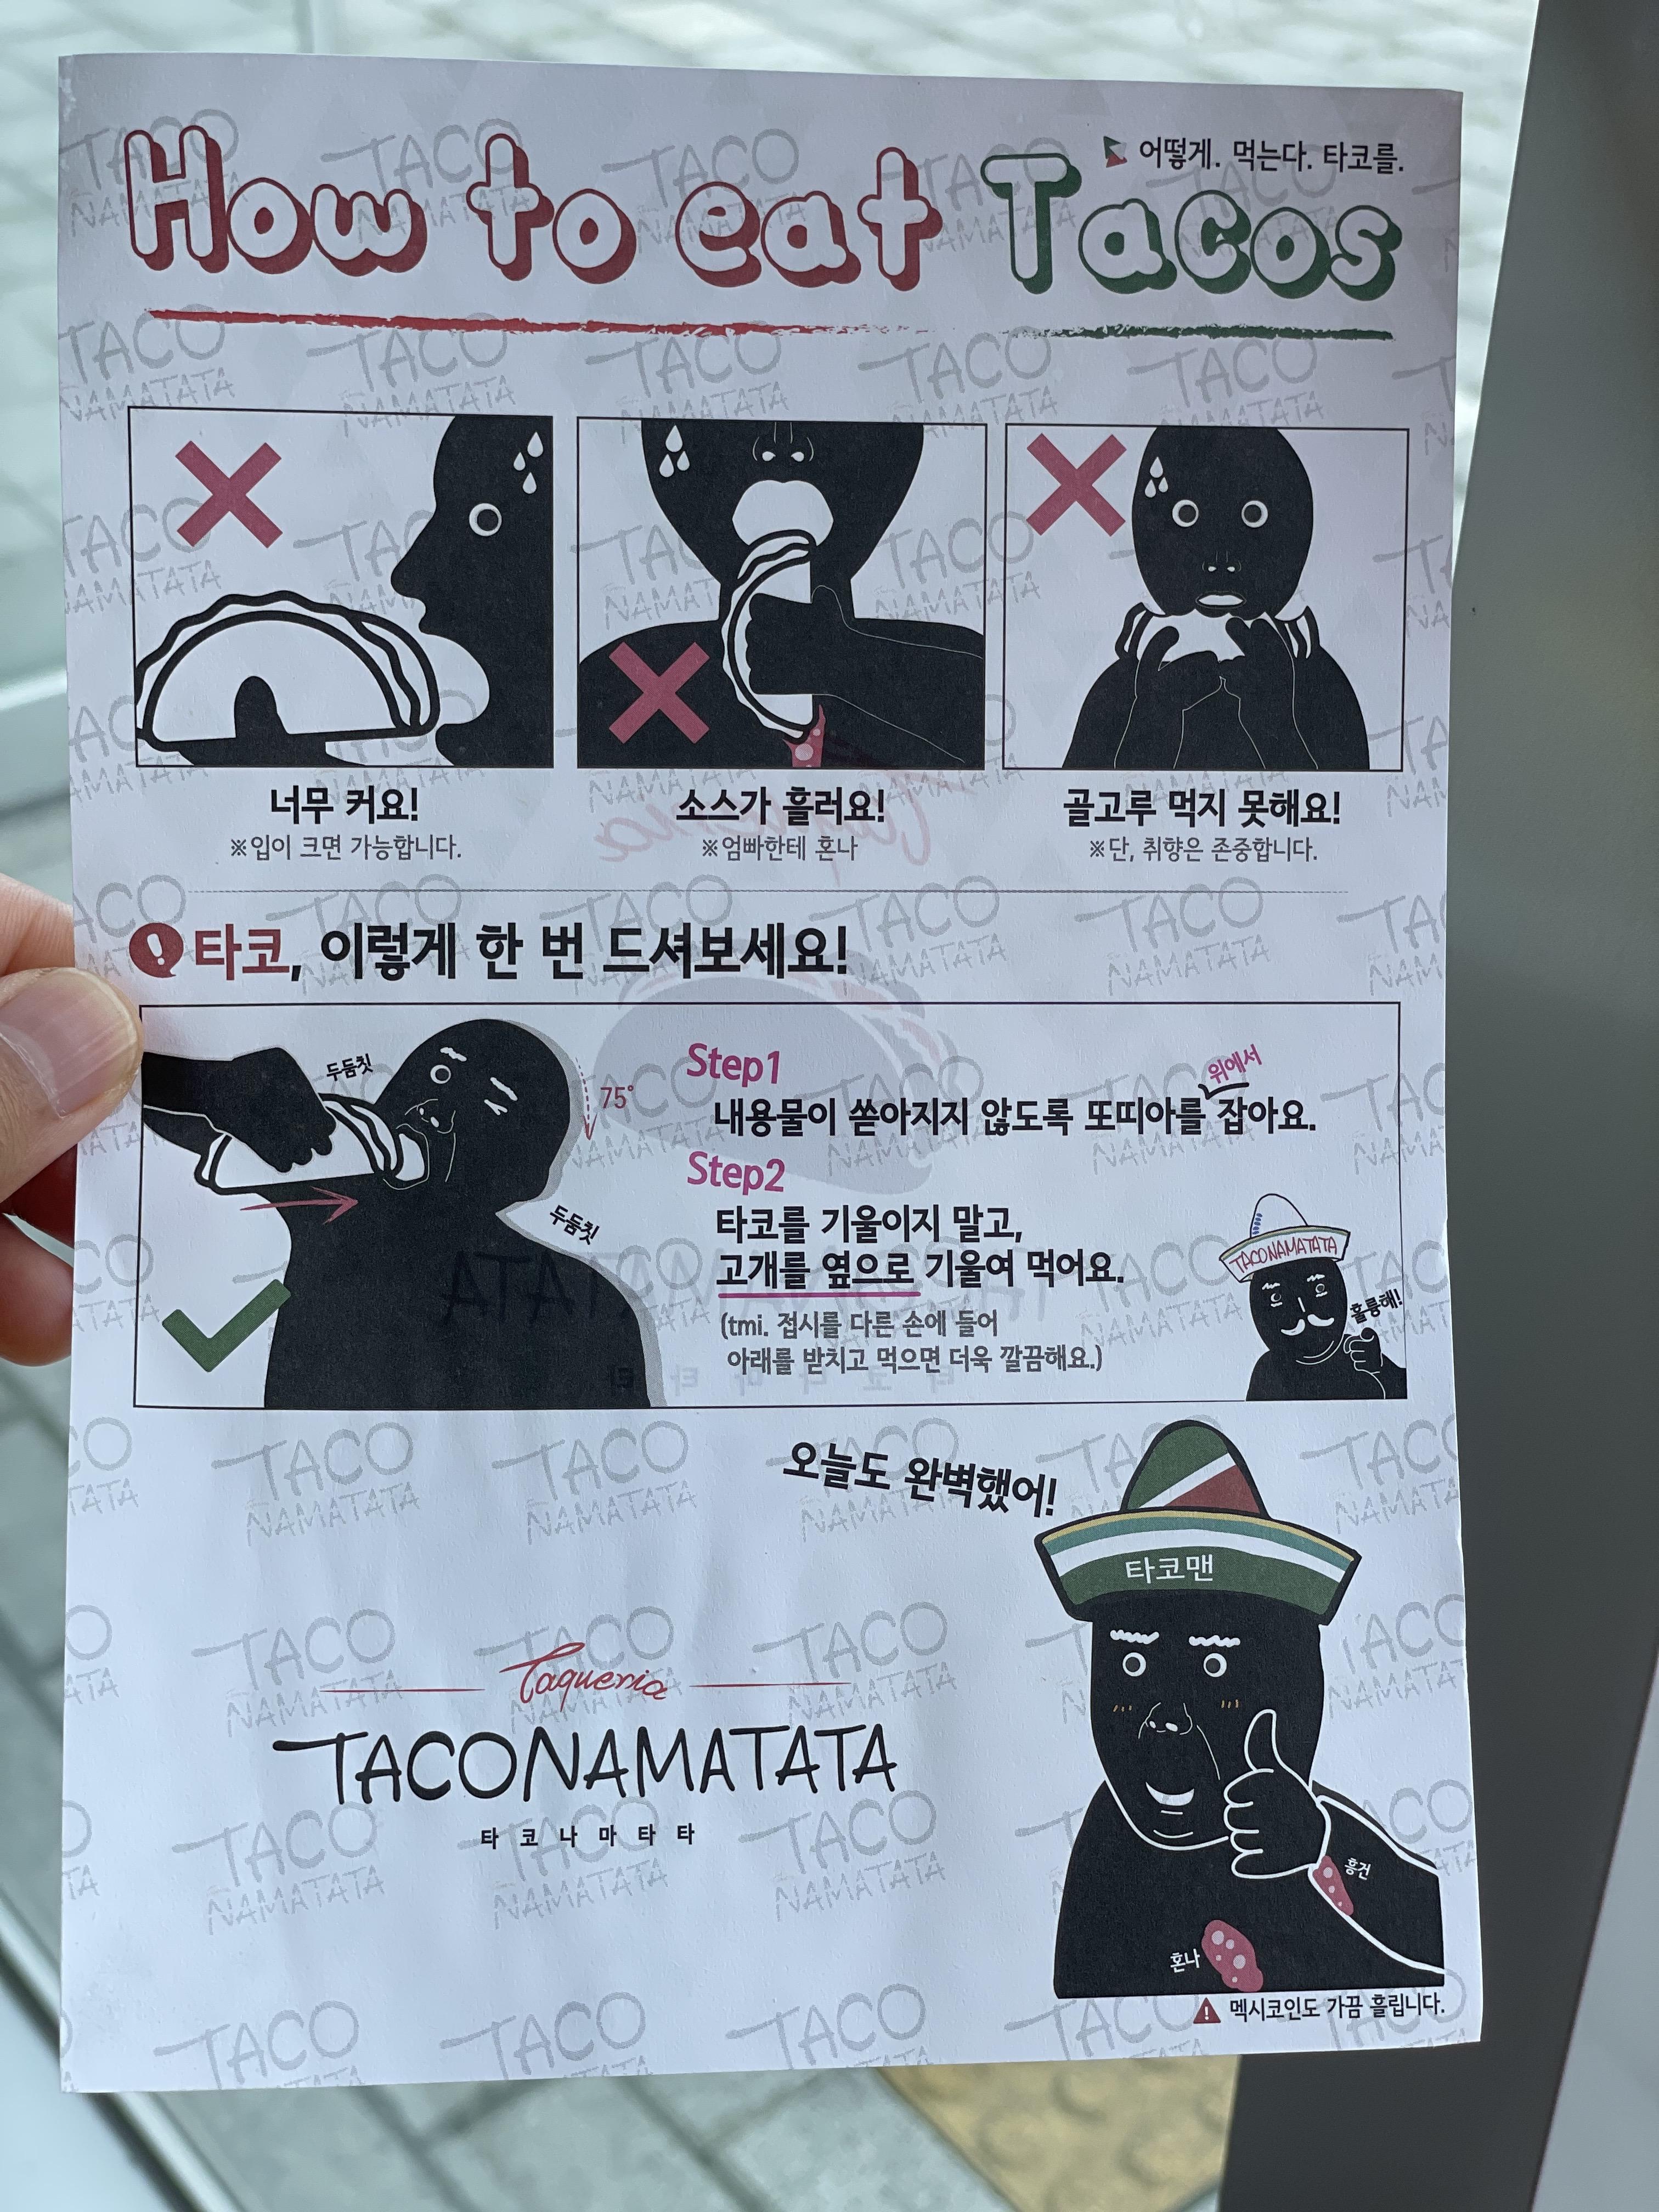 어떻게. 먹는다. 타코를.
How to eat Tacos
너무 커요!
※입이 크면 가능합니다.
소스가 흘러요!
※엄빠한테 혼나
골고루 먹지 못해요!
※단, 취향은 존중합니다.
타코, 이렇게 한 번 드셔보세요!
두둠칫
75°
두둠칫
Step1
위에서
내용물이 쏟아지지 않도록 또띠아를 잡아요.
Step2
타코를 기울이지 말고,
고개를 옆으로 기울여 먹어요.
(tmi. 접시를 다른 손에 들어
아래를 받치고 먹으면 더욱 깔끔해요.)
TACONAMATATA
훌륭해!
오늘도 완벽했어!
타코맨
Taqueria
TACONAMATATA
타코나마타타
흥건
혼나
멕시코인도 가끔 흘립니다.
TACO
NAMATATA